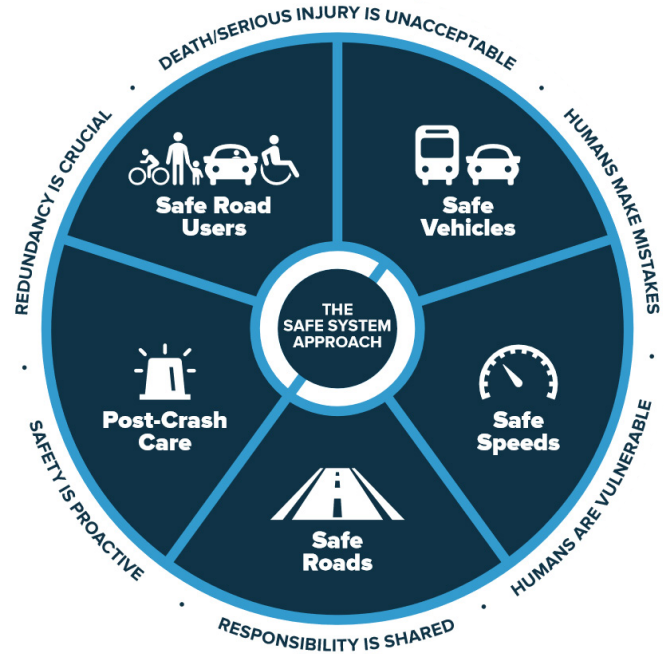 DEATH/SERIOUS INJURY IS UNACCEPTABLE
HUMANS MAKE MISTAKES
HUMANS ARE VULNERABLE
RESPONSIBILITY IS SHARED
SAFETY IS PROACTIVE
REDUNDANCY IS CRUCIAL
Safe Road
Users
Safe
Vehicles
Safe
Speeds
Safe
Roads
Post-Crash
Care
THE
SAFE SYSTEM
APPROACH